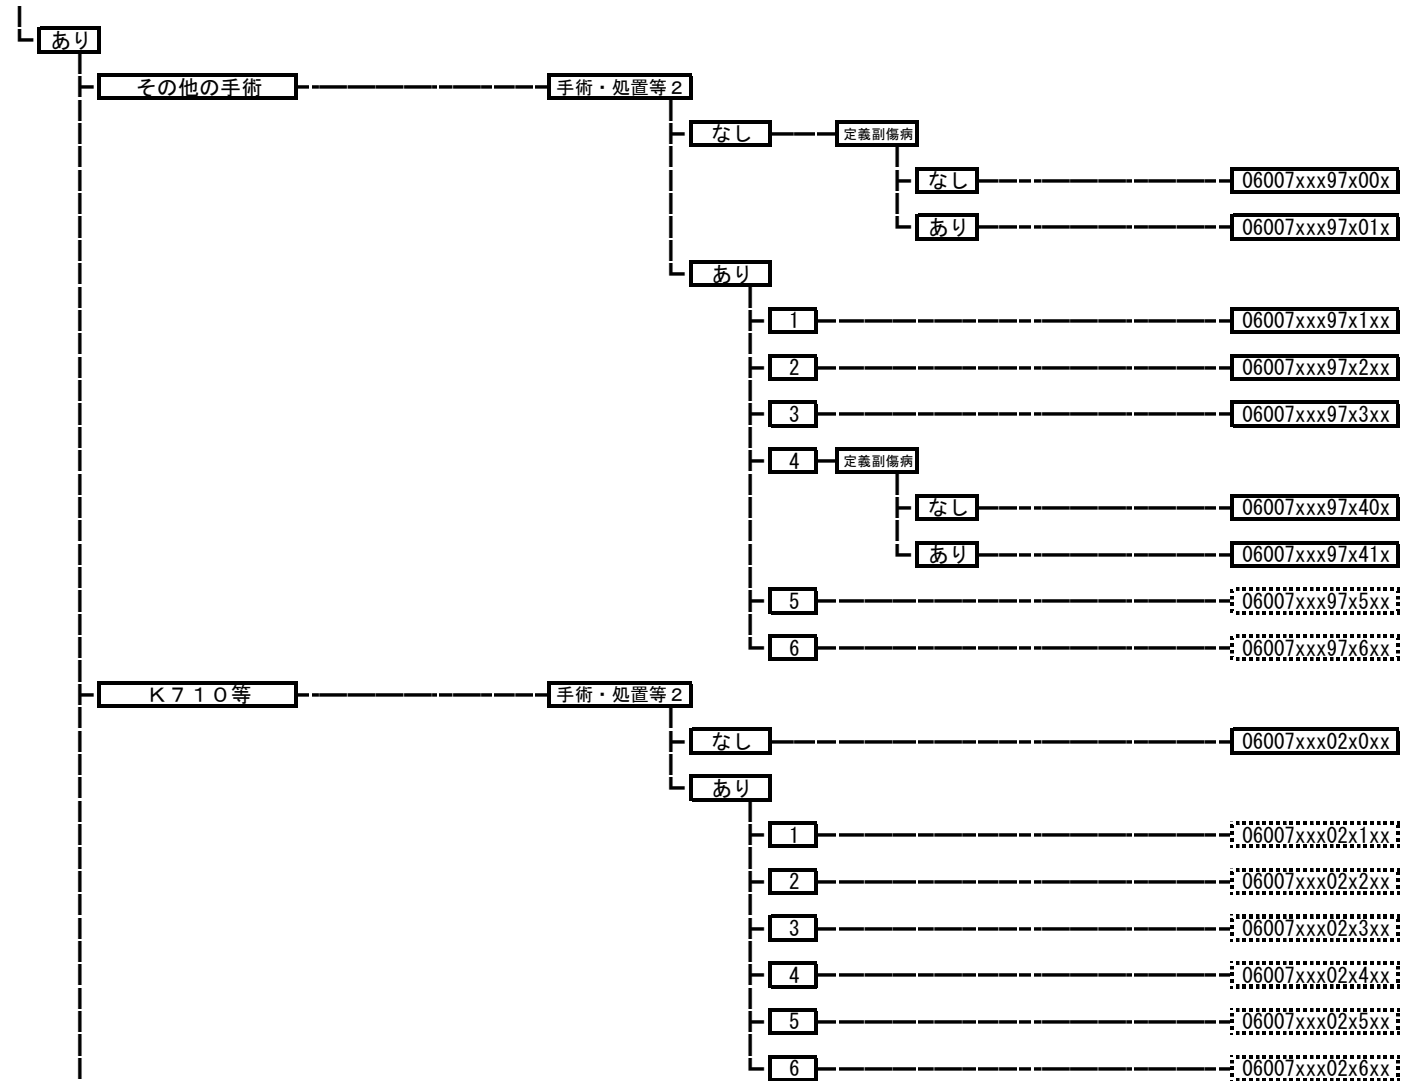 あり
その他の手術 手術・処置等２
なし 定義副傷病
なし 06007xxx97x00x
あり 06007xxx97x01x
あり
1 06007xxx97x1xx
2 06007xxx97x2xx
3 06007xxx97x3xx
4 定義副傷病
なし 06007xxx97x40x
あり 06007xxx97x41x
5 06007xxx97x5xx
6 06007xxx97x6xx
Ｋ７１０等 手術・処置等２
なし 06007xxx02x0xx
あり
1 06007xxx02x1xx
2 06007xxx02x2xx
3 06007xxx02x3xx
4 06007xxx02x4xx
5 06007xxx02x5xx
6 06007xxx02x6xx